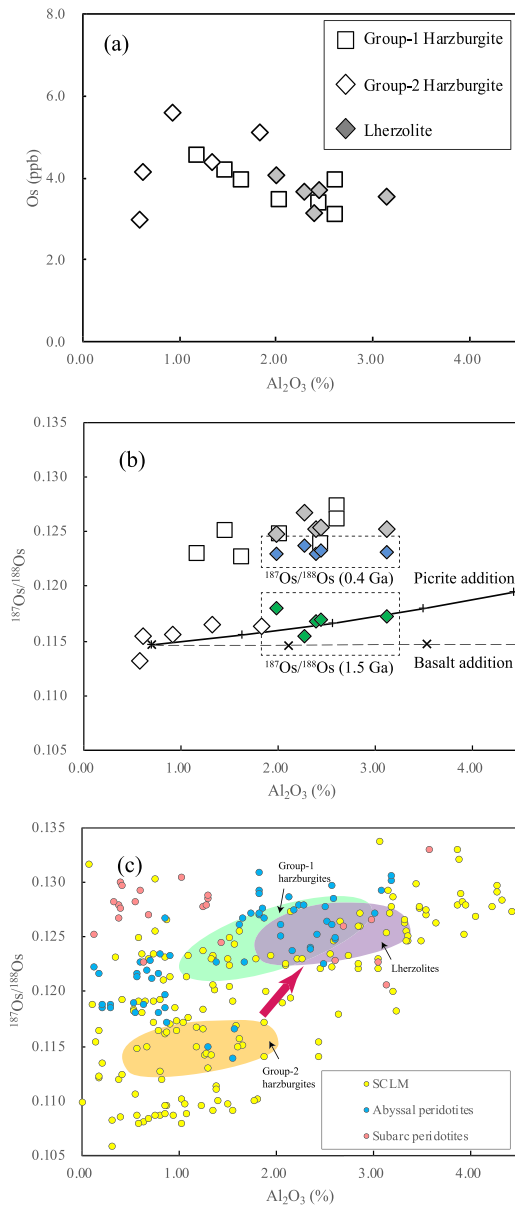 (a)
Group-1 Harzburgite
Group-2 Harzburgite
Lherzolite
8.0
6.0
4.0
2.0
0.0
Os (ppb)
0.00
1.00
2.00
3.00
4.00
Al₂O₃ (%)
(b)
0.135
0.130
0.125
0.120
0.115
0.110
0.105
¹⁸⁷Os/¹⁸⁸Os
¹⁸⁷Os/¹⁸⁸Os (0.4 Ga)
Picrite addition
¹⁸⁷Os/¹⁸⁸Os (1.5 Ga)
Basalt addition
0.00
1.00
2.00
3.00
4.00
Al₂O₃ (%)
(c)
0.135
0.130
0.125
0.120
0.115
0.110
0.105
¹⁸⁷Os/¹⁸⁸Os
Group-1
harzburgites
Lherzolites
Group-2
harzburgites
SCLM
Abyssal peridotites
Subarc peridotites
0.00
1.00
2.00
3.00
4.00
Al₂O₃ (%)